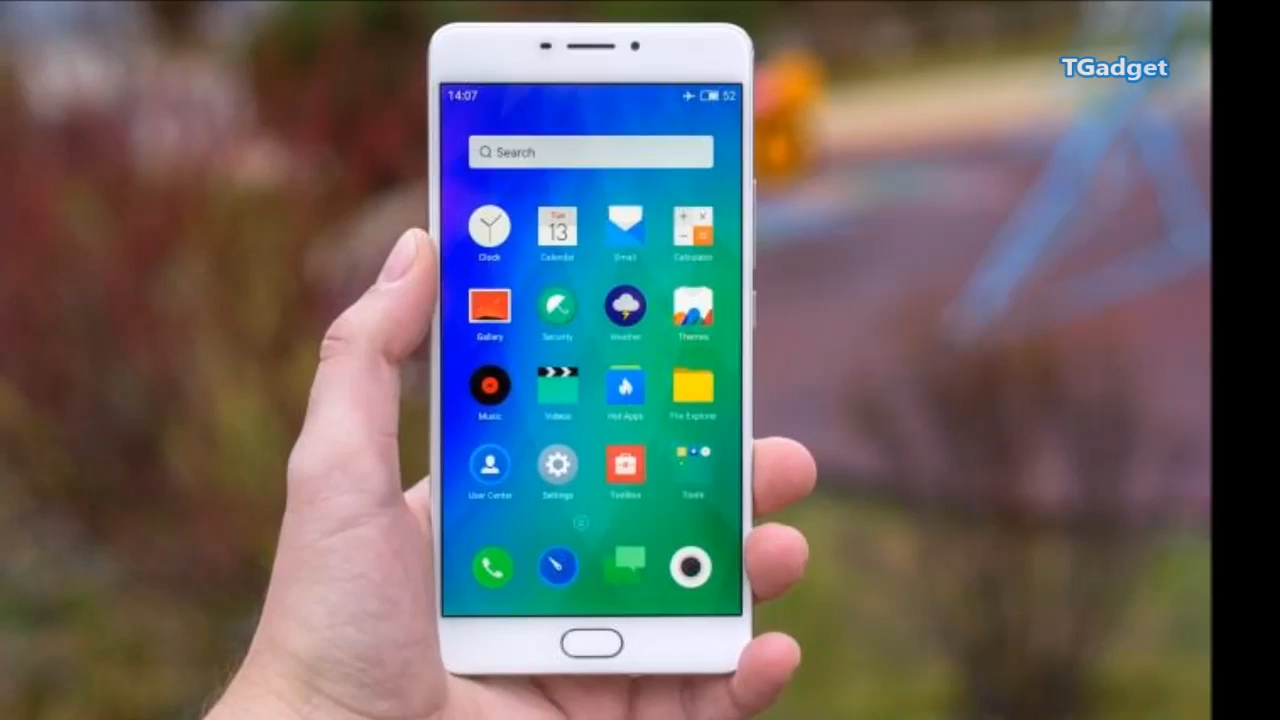 TGadget
14:07 52
Search
Tue
13
Clock Calendar Email Calculator
Gallery Security Weather Themes
Music Videos Hot Apps File Explorer
User Center Settings Toolbox Tools